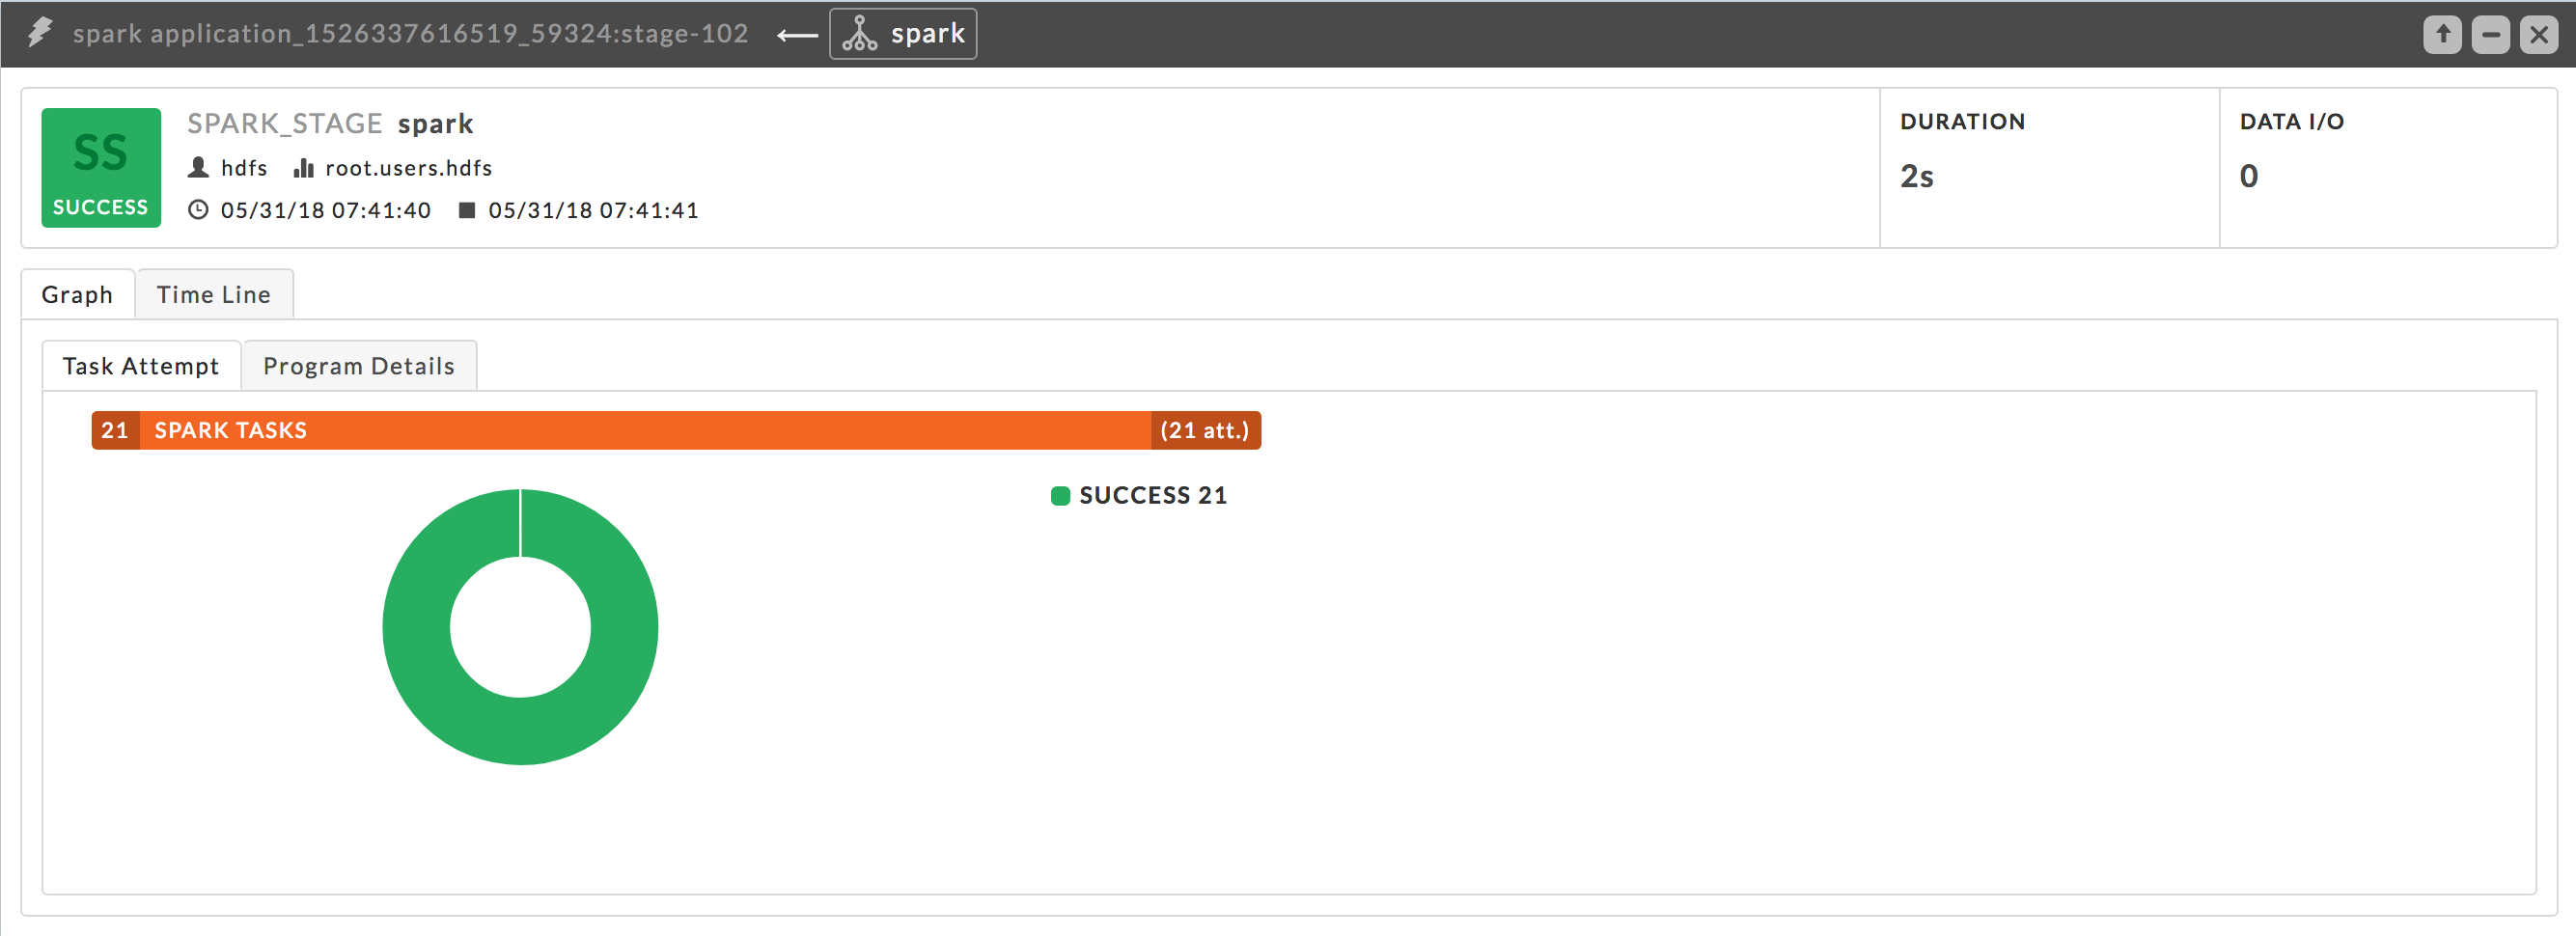 spark application_1526337616519_59324:stage-102 spark
SS
SUCCESS
SPARK_STAGE spark
hdfs root.users.hdfs
05/31/18 07:41:40 05/31/18 07:41:41
DURATION
2s
DATA I/O
0
Graph Time Line
Task Attempt Program Details
21 SPARK TASKS (21 att.)
SUCCESS 21